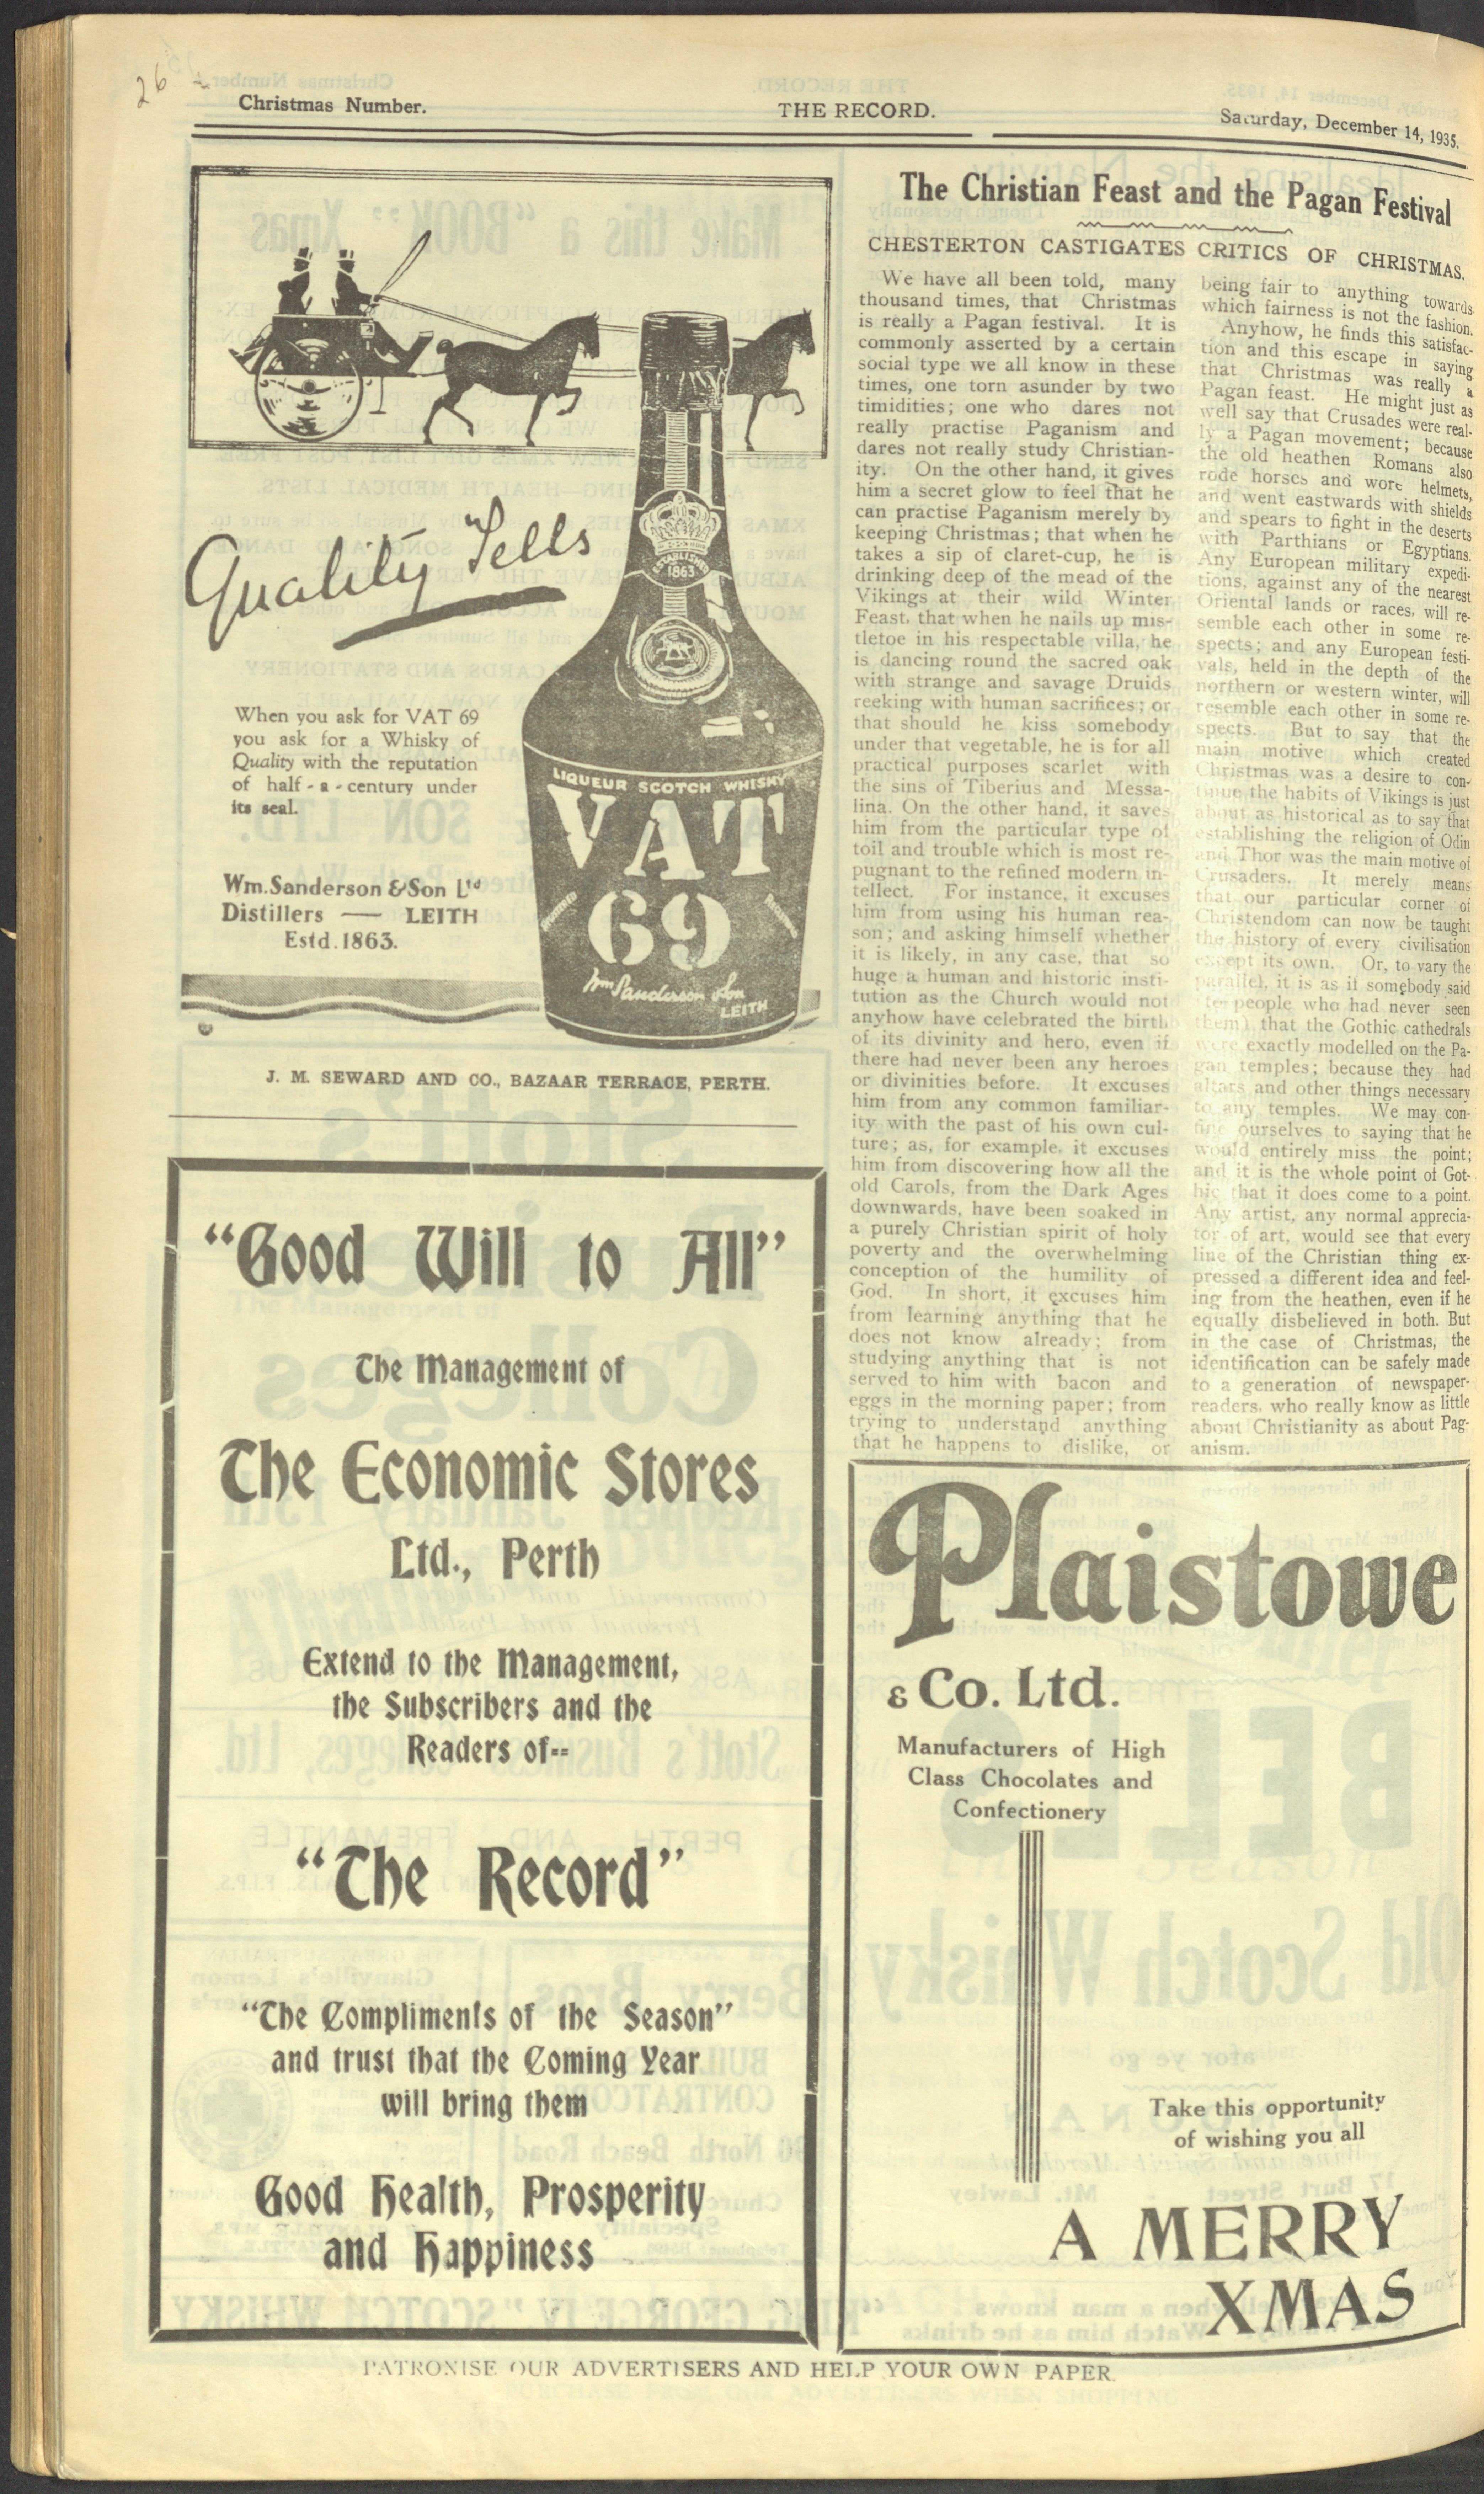 26
Christmas Number.
THE RECORD.
Saturday, December 14, 1935.
Quality Tells
When you ask for VAT 69
you ask for a Whisky of
Quality with the reputation
of half-a-century under
its seal.
Wm. Sanderson & Son Ltd
Distillers — LEITH
Estd. 1863.
ESTABLISHED
1863
LIQUEUR SCOTCH WHISKY
VAT
69
Wm Sanderson & Son
LEITH
J. M. SEWARD AND CO., BAZAAR TERRACE, PERTH.
"Good Will to All"
The Management of
The Economic Stores
Ltd., Perth
Extend to the Management,
the Subscribers and the
Readers of--
"The Record"
"The Compliments of the Season"
and trust that the Coming Year
will bring them
Good Health, Prosperity
and Happiness
The Christian Feast and the Pagan Festival
CHESTERTON CASTIGATES CRITICS OF CHRISTMAS.
We have all been told, many
thousand times, that Christmas
is really a Pagan festival. It is
commonly asserted by a certain
social type we all know in these
times, one torn asunder by two
timidities; one who dares not
really practise Paganism and
dares not really study Christian-
ity. On the other hand, it gives
him a secret glow to feel that he
can practise Paganism merely by
keeping Christmas; that when he
takes a sip of claret-cup, he is
drinking deep of the mead of the
Vikings at their wild Winter
Feast, that when he nails up mis-
tletoe in his respectable villa, he
is dancing round the sacred oak
with strange and savage Druids
reeking with human sacrifices; or
that should he kiss somebody
under that vegetable, he is for all
practical purposes scarlet with
the sins of Tiberius and Messa-
lina. On the other hand, it saves
him from the particular type of
toil and trouble which is most re-
pugnant to the refined modern in-
tellect. For instance, it excuses
him from using his human rea-
son; and asking himself whether
it is likely, in any case, that so
huge a human and historic insti-
tution as the Church would not
anyhow have celebrated the birth
of its divinity and hero, even if
there had never been any heroes
or divinities before. It excuses
him from any common familiar-
ity with the past of his own cul-
ture; as, for example, it excuses
him from discovering how all the
old Carols, from the Dark Ages
downwards, have been soaked in
a purely Christian spirit of holy
poverty and the overwhelming
conception of the humility of
God. In short, it excuses him
from learning anything that he
does not know already; from
studying anything that is not
served to him with bacon and
eggs in the morning paper; from
trying to understand anything
that he happens to dislike, or
being fair to anything towards
which fairness is not the fashion.
Anyhow, he finds this satisfac-
tion and this escape in saying
that Christmas was really a
Pagan feast. He might just as
well say that Crusades were real-
ly a Pagan movement; because
the old heathen Romans also
rode horses and wore helmets,
and went eastwards with shields
and spears to fight in the deserts
with Parthians or Egyptians.
Any European military expedi-
tions, against any of the nearest
Oriental lands or races, will re-
semble each other in some re-
spects; and any European festi-
vals, held in the depth of the
northern or western winter, will
resemble each other in some re-
spects. But to say that the
main motive which created
Christmas was a desire to con-
tinue the habits of Vikings is just
about as historical as to say that
establishing the religion of Odin
and Thor was the main motive of
Crusaders. It merely means
that our particular corner of
Christendom can now be taught
the history of every civilisation
except its own. Or, to vary the
parallel, it is as if somebody said
(to people who had never seen
them) that the Gothic cathedrals
were exactly modelled on the Pa-
gan temples; because they had
altars and other things necessary
to any temples. We may con-
fine ourselves to saying that he
would entirely miss the point;
and it is the whole point of Got-
hic that it does come to a point.
Any artist, any normal apprecia-
tor of art, would see that every
line of the Christian thing ex-
pressed a different idea and feel-
ing from the heathen, even if he
equally disbelieved in both. But
in the case of Christmas, the
identification can be safely made
to a generation of newspaper-
readers, who really know as little
about Christianity as about Pag-
anism.
Plaistowe
& Co. Ltd.
Manufacturers of High
Class Chocolates and
Confectionery
Take this opportunity
of wishing you all
A MERRY
XMAS
PATRONISE OUR ADVERTISERS AND HELP YOUR OWN PAPER.